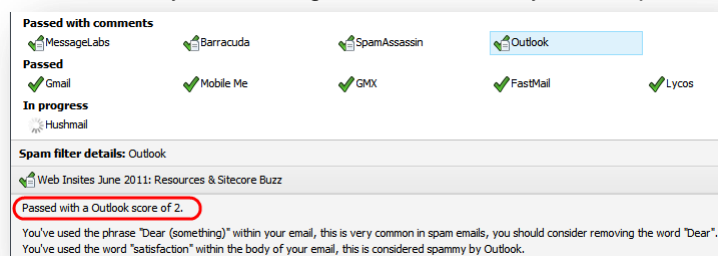 Passed with comments
MessageLabs Barracuda SpamAssassin Outlook
Passed
Gmail Mobile Me GMX FastMail Lycos
In progress
Hushmail
Spam filter details: Outlook
Web Insites June 2011: Resources & Sitecore Buzz
Passed with a Outlook score of 2.
You've used the phrase "Dear (something)" within your email, this is very common in spam emails, you should consider removing the word "Dear".
You've used the word "satisfaction" within the body of your email, this is considered spammy by Outlook.